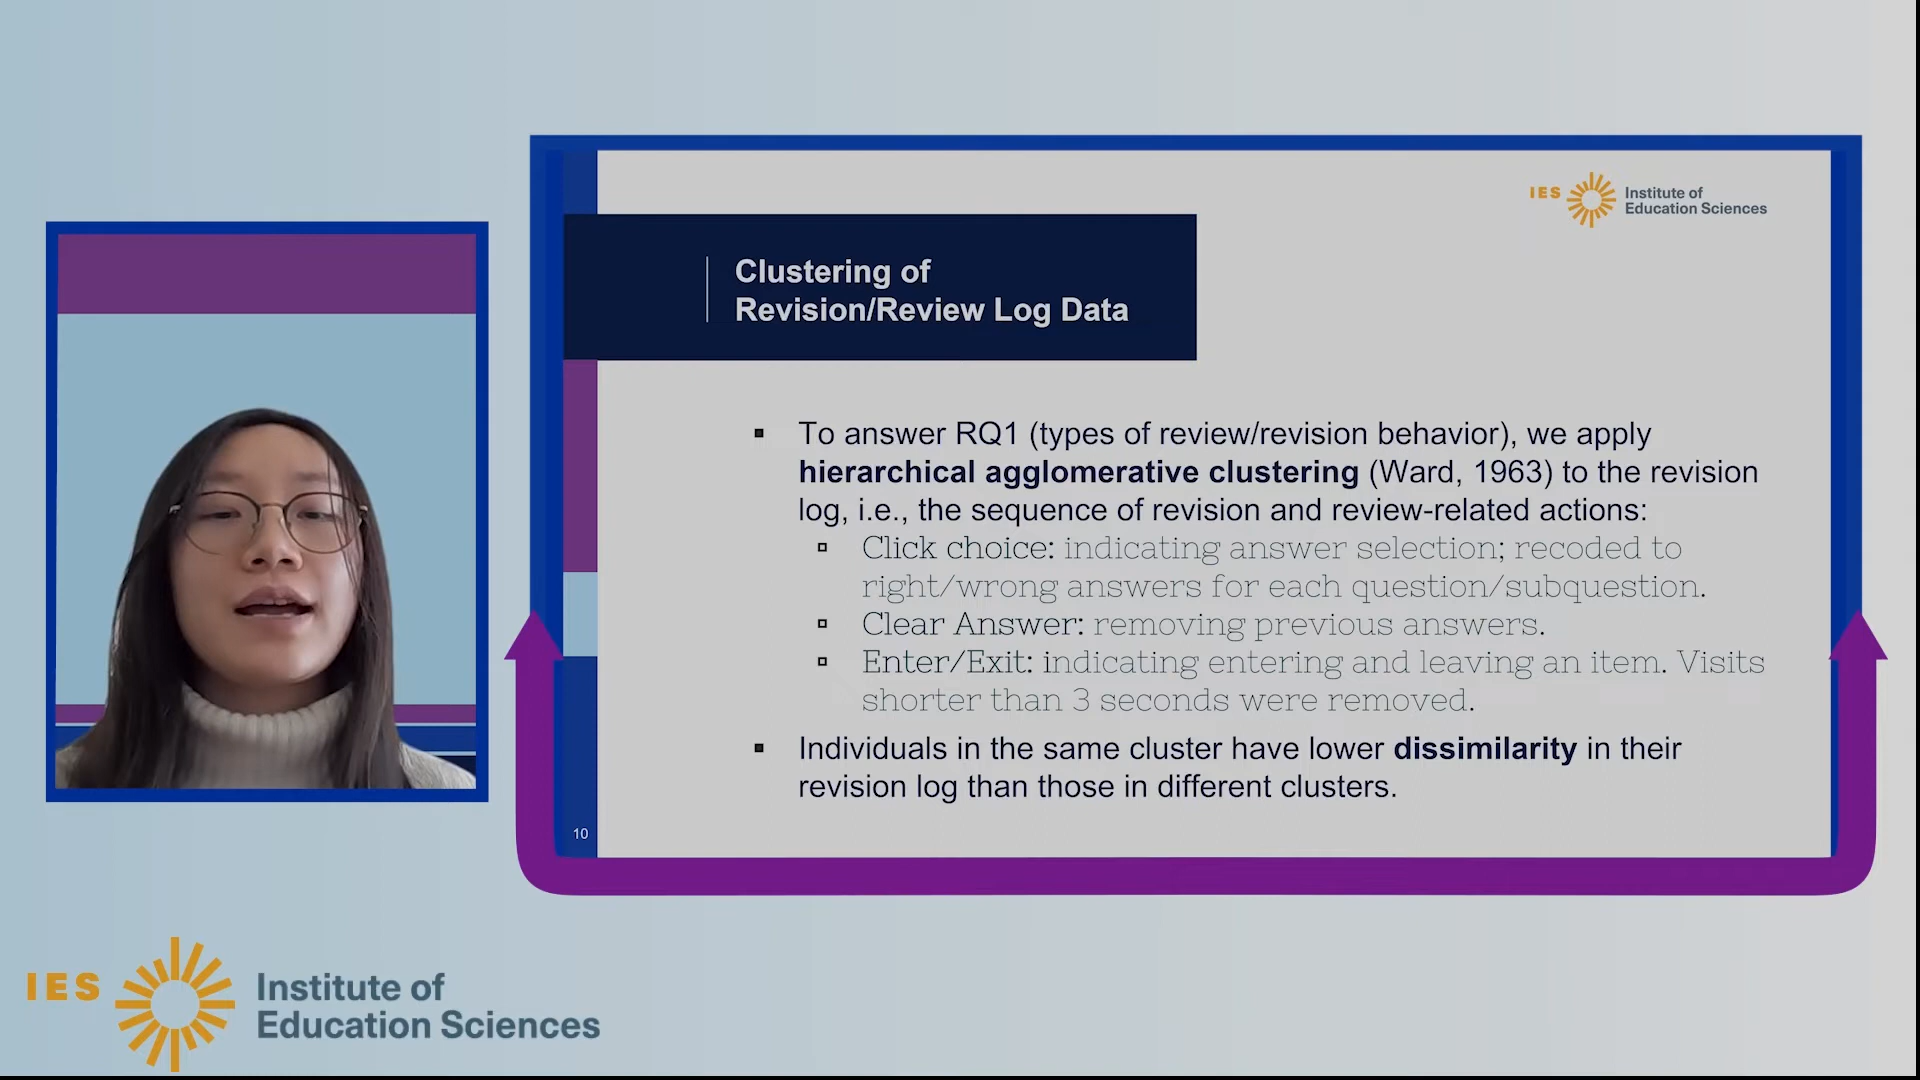 IES Institute of
Education Sciences
Clustering of
Revision/Review Log Data
▪ To answer RQ1 (types of review/revision behavior), we apply
hierarchical agglomerative clustering (Ward, 1963) to the revision
log, i.e., the sequence of revision and review-related actions:
▫ Click choice: indicating answer selection; recoded to
right/wrong answers for each question/subquestion.
▫ Clear Answer: removing previous answers.
▫ Enter/Exit: indicating entering and leaving an item. Visits
shorter than 3 seconds were removed.
▪ Individuals in the same cluster have lower dissimilarity in their
revision log than those in different clusters.
10
IES Institute of
Education Sciences